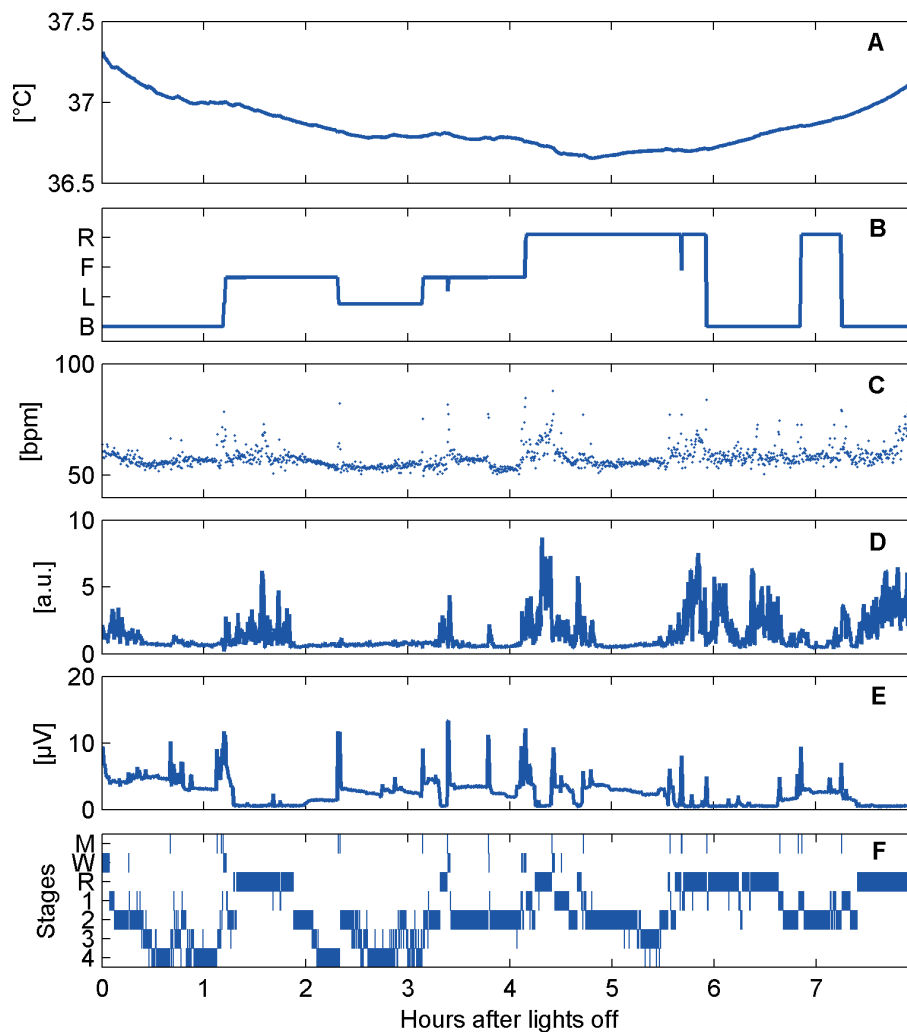 37.5
A
[°C]
37
36.5
B
R
F
L
B
100
C
[bpm]
50
10
D
[a.u.]
5
0
20
E
[µV]
10
0
M
F
W
R
Stages
1
2
3
4
0 1 2 3 4 5 6 7
Hours after lights off